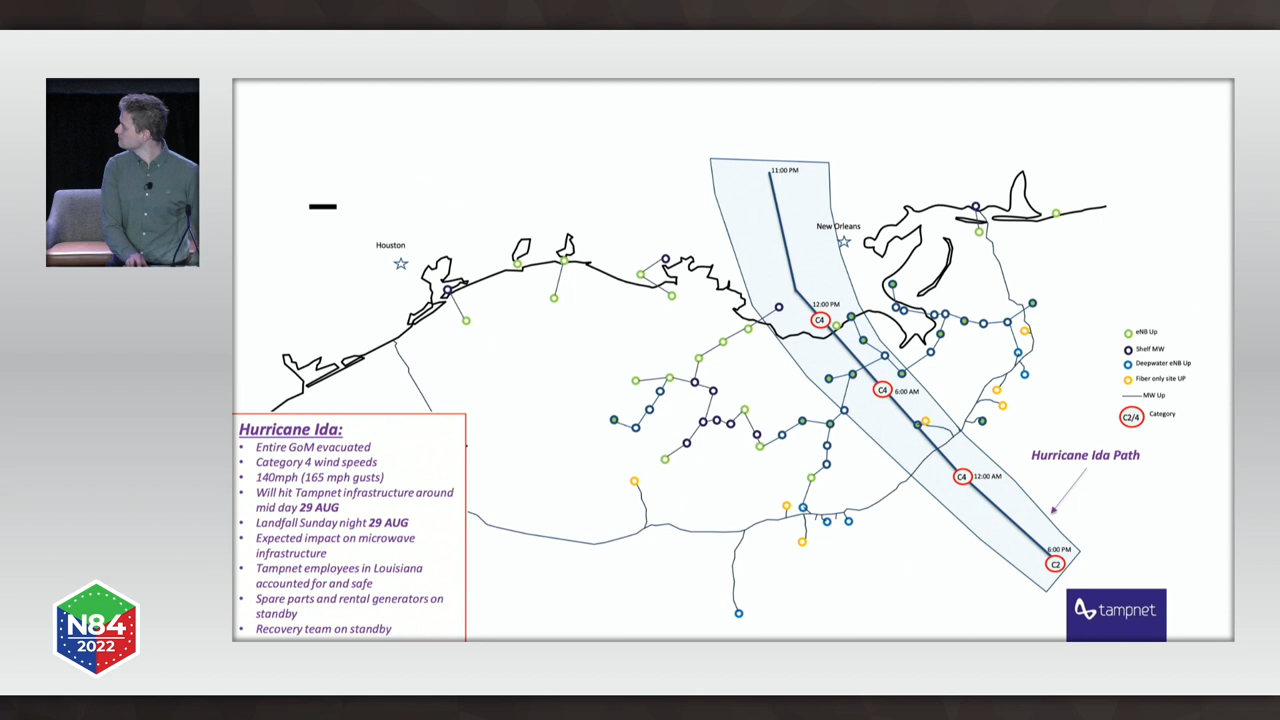 11:00 PM
New Orleans
Houston
12:00 PM
C4
eNB Up
Shelf MW
Deepwater eNB Up
Fiber only site UP
MW Up
C2/4
Category
C4
6:00 AM
Hurricane Ida:
• Entire GoM evacuated
• Category 4 wind speeds
• 140mph (165 mph gusts)
• Will hit Tampnet infrastructure around
mid day 29 AUG
• Landfall Sunday night 29 AUG
• Expected impact on microwave
infrastructure
• Tampnet employees in Louisiana
accounted for and safe
• Spare parts and rental generators on
standby
• Recovery team on standby
Hurricane Ida Path
C4
12:00 AM
6:00 PM
C2
tampnet
N84
2022